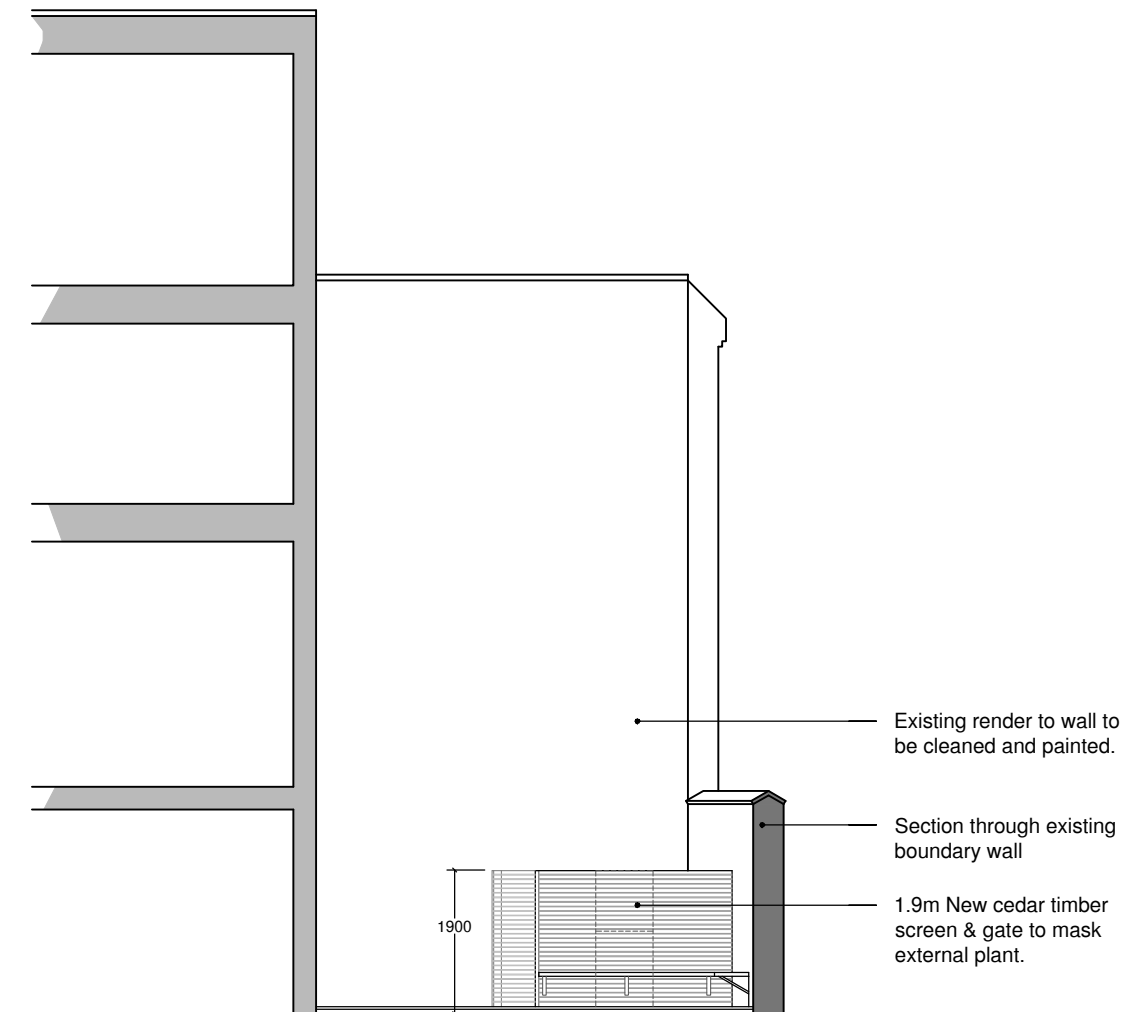 Existing render to wall to
be cleaned and painted.
Section through existing
boundary wall
1.9m New cedar timber
screen & gate to mask
external plant.
1900